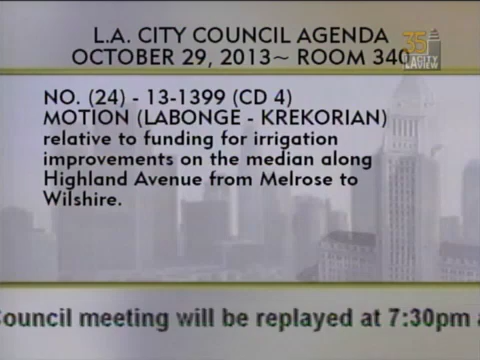 L.A. CITY COUNCIL AGENDA
OCTOBER 29, 2013~ ROOM 340
35
LACITY
VIEW
NO. (24) - 13-1399 (CD 4)
MOTION (LABONGE - KREKORIAN)
relative to funding for irrigation
improvements on the median along
Highland Avenue from Melrose to
Wilshire.
Council meeting will be replayed at 7:30pm a